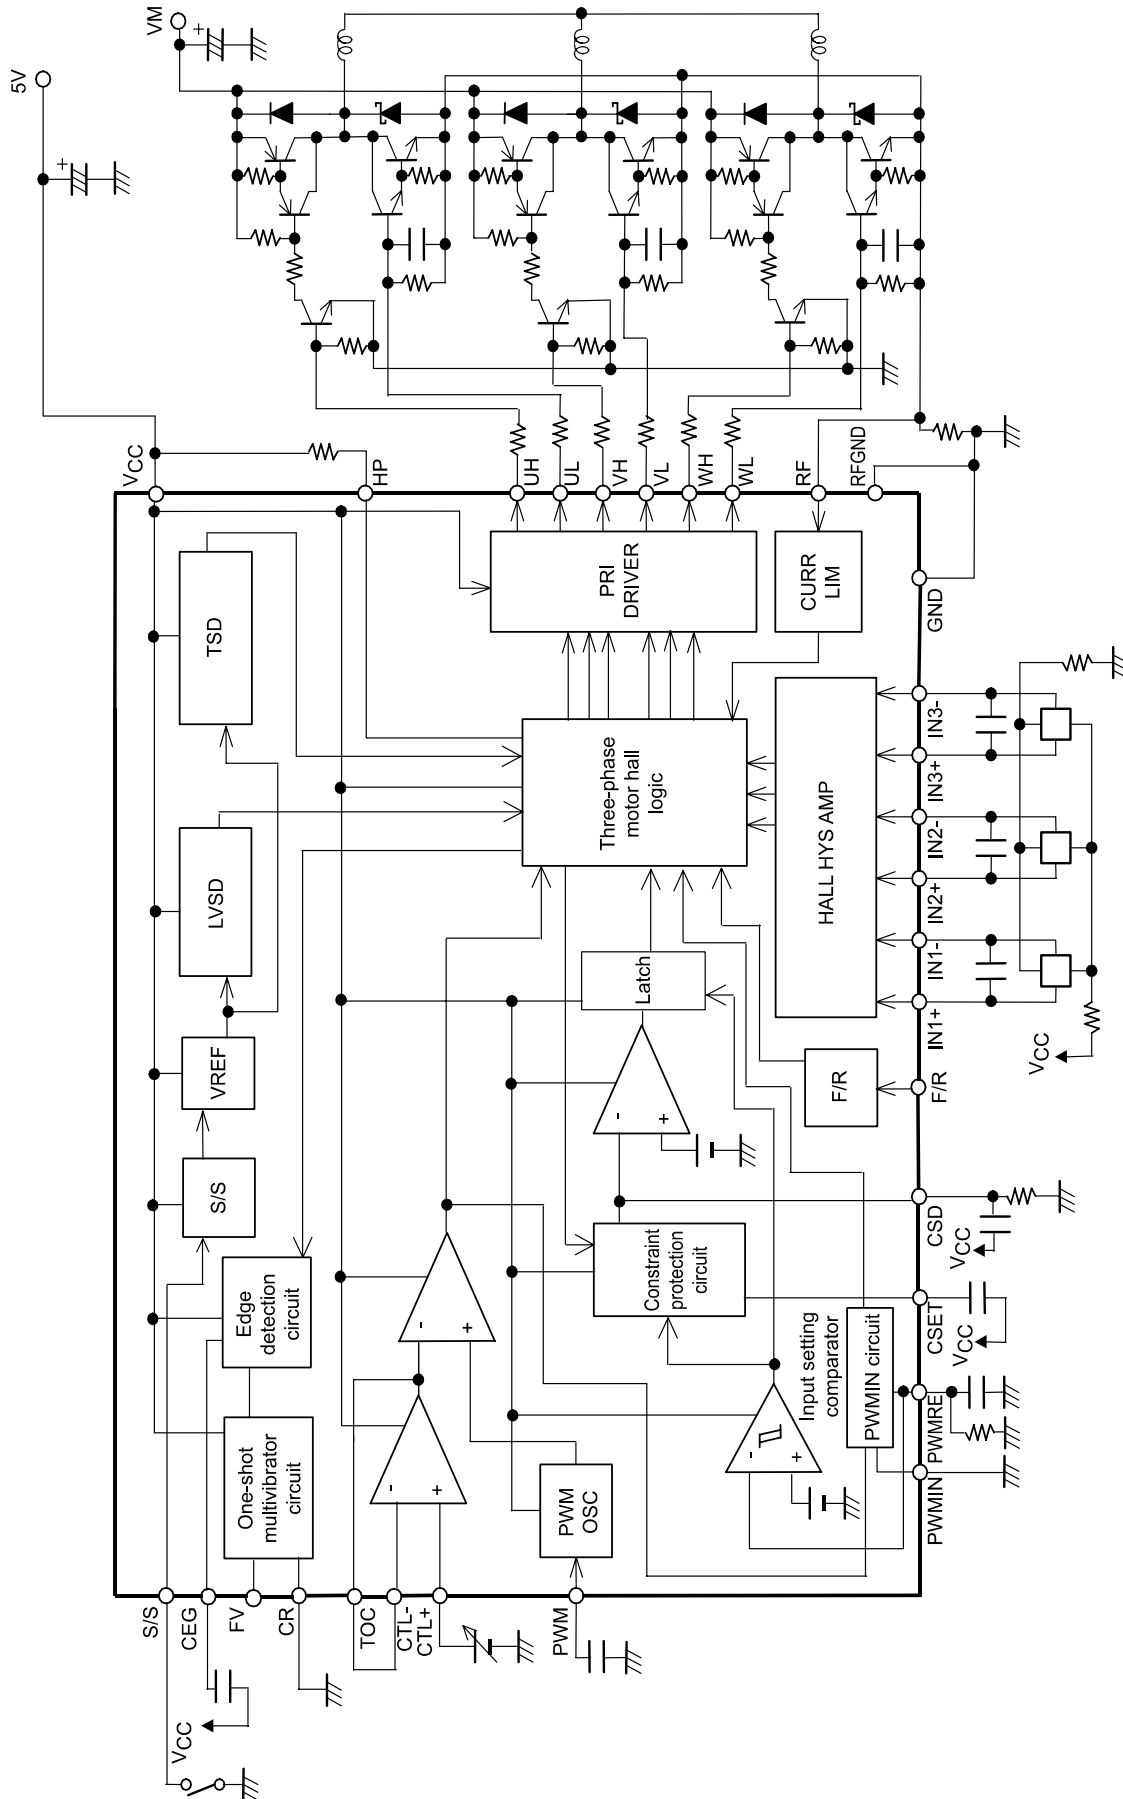 VM
+
5V
+
VCC
HP
UH
UL
VH
VL
WH
WL
RF
RFGND
TSD
PRI
DRIVER
CURR
LIM
GND
LVSD
Three-phase
motor hall
logic
HALL HYS AMP
IN3-
IN3+
IN2-
IN2+
IN1-
IN1+
VREF
Latch
F/R
F/R
VCC
S/S
-
+
Edge
detection
circuit
-
+
Constraint
protection
circuit
CSD
VCC
CSET
VCC
One-shot
multivibrator
circuit
-
+
PWM
OSC
-
+
Input setting
comparator
PWMIN circuit
PWMRE
PWMIN
S/S
CEG
FV
CR
TOC
CTL-
CTL+
PWM
VCC